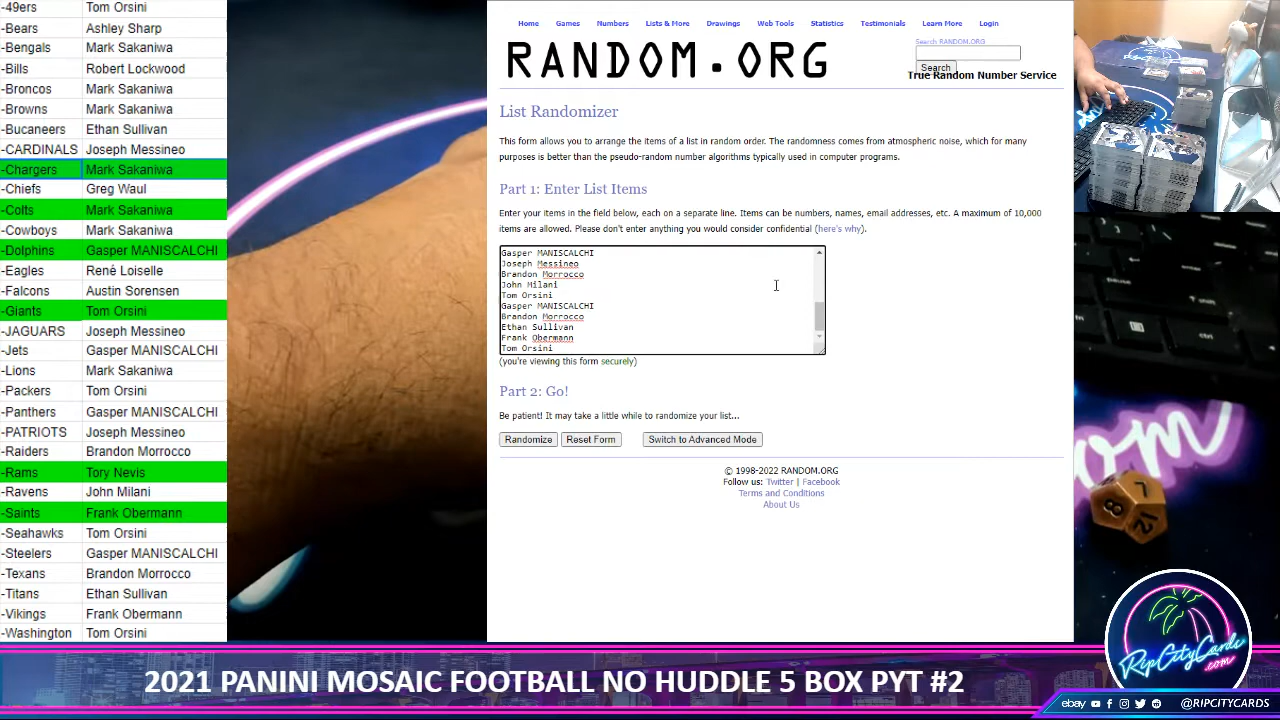 -49ers Tom Orsini
-Bears Ashley Sharp
-Bengals Mark Sakaniwa
-Bills Robert Lockwood
-Broncos Mark Sakaniwa
-Browns Mark Sakaniwa
-Bucaneers Ethan Sullivan
-CARDINALS Joseph Messineo
-Chargers Mark Sakaniwa
-Chiefs Greg Waul
-Colts Mark Sakaniwa
-Cowboys Mark Sakaniwa
-Dolphins Gasper MANISCALCHI
-Eagles René Loiselle
-Falcons Austin Sorensen
-Giants Tom Orsini
-JAGUARS Joseph Messineo
-Jets Gasper MANISCALCHI
-Lions Mark Sakaniwa
-Packers Tom Orsini
-Panthers Gasper MANISCALCHI
-PATRIOTS Joseph Messineo
-Raiders Brandon Morrocco
-Rams Tory Nevis
-Ravens John Milani
-Saints Frank Obermann
-Seahawks Tom Orsini
-Steelers Gasper MANISCALCHI
-Texans Brandon Morrocco
-Titans Ethan Sullivan
-Vikings Frank Obermann
-Washington Tom Orsini
Home Games Numbers Lists & More Drawings Web Tools Statistics Testimonials Learn More Login
RANDOM.ORG
Search RANDOM.ORG
Search
True Random Number Service
List Randomizer
This form allows you to arrange the items of a list in random order. The randomness comes from atmospheric noise, which for many
purposes is better than the pseudo-random number algorithms typically used in computer programs.
Part 1: Enter List Items
Enter your items in the field below, each on a separate line. Items can be numbers, names, email addresses, etc. A maximum of 10,000
items are allowed. Please don't enter anything you would consider confidential (here's why).
Gasper MANISCALCHI
Joseph Messineo
Brandon Morrocco
John Milani
Tom Orsini
Gasper MANISCALCHI
Brandon Morrocco
Ethan Sullivan
Frank Obermann
Tom Orsini
(you're viewing this form securely)
Part 2: Go!
Be patient! It may take a little while to randomize your list...
Randomize Reset Form Switch to Advanced Mode
© 1998-2022 RANDOM.ORG
Follow us: Twitter | Facebook
Terms and Conditions
About Us
8
12
RipCityCards
.com
2021 PANINI MOSAIC FOOTBALL NO HUDDLE 5 BOX PYT #2
ebay @RIPCITYCARDS